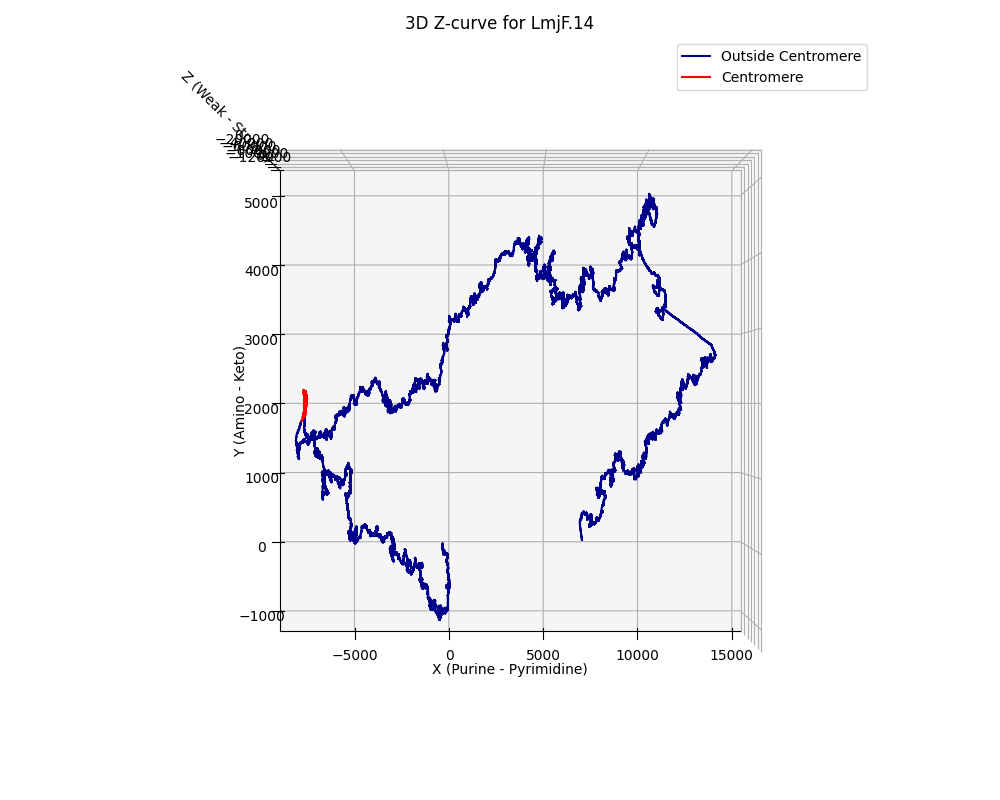 3D Z-curve for LmjF.14
Outside Centromere
Centromere
Z (Weak - 
5000
4000
3000
2000
1000
0
−1000
Y (Amino - Keto)
−5000
0
5000
10000
15000
X (Purine - Pyrimidine)